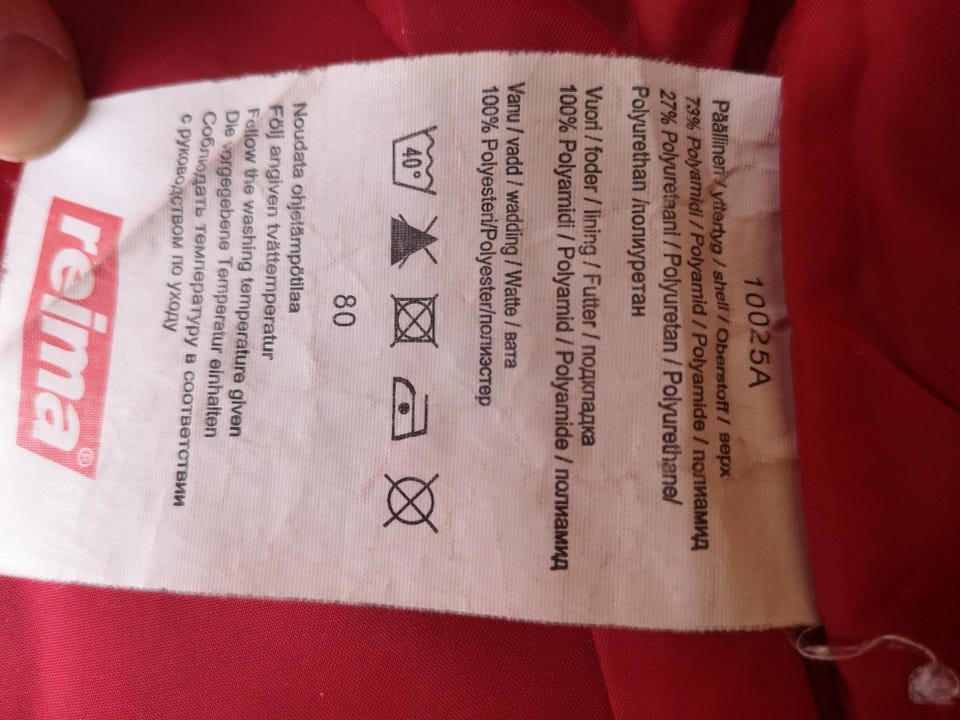 10025A
Päällinen / yttertyg / shell / Oberstoff / верх
73% Polyamidi / Polyamid / Polyamide / полиамид
27% Polyuretaani / Polyuretan / Polyurethane/
Polyurethan /полиуретан
Vuori / foder / lining / Futter / подкладка
100% Polyamidi / Polyamid / Polyamide / полиамид
Vanu / vadd / wadding / Watte / вата
100% Polyesteri/Polyester/полиэстер
40°
80
Noudata ohjelämpötilaa
Följ angiven tvättemperatur
Follow the washing temperature given
Die vorgegebene Temperatur einhalten
Соблюдать температуру в соответствии
с руководством по уходу
reima®